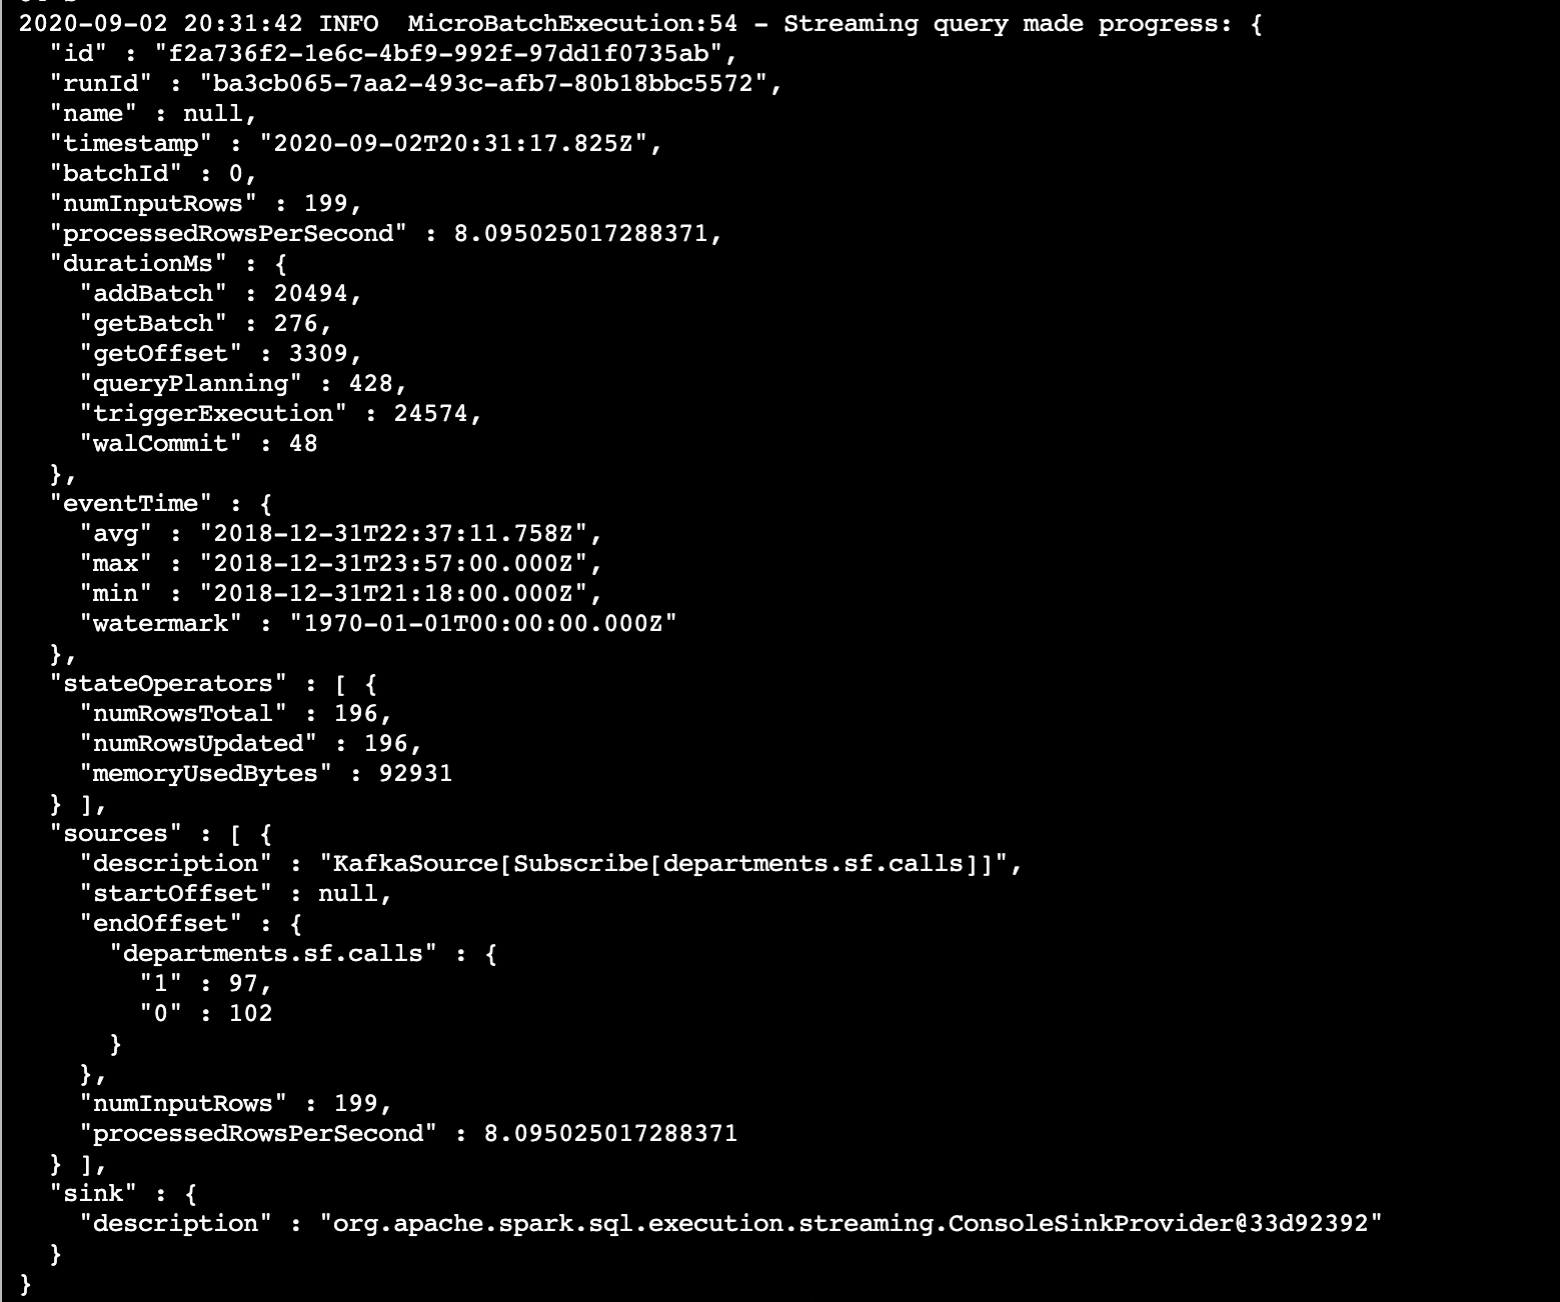 2020-09-02 20:31:42 INFO  MicroBatchExecution:54 - Streaming query made progress: {
  "id" : "f2a736f2-1e6c-4bf9-992f-97dd1f0735ab",
  "runId" : "ba3cb065-7aa2-493c-afb7-80b18bbc5572",
  "name" : null,
  "timestamp" : "2020-09-02T20:31:17.825Z",
  "batchId" : 0,
  "numInputRows" : 199,
  "processedRowsPerSecond" : 8.095025017288371,
  "durationMs" : {
    "addBatch" : 20494,
    "getBatch" : 276,
    "getOffset" : 3309,
    "queryPlanning" : 428,
    "triggerExecution" : 24574,
    "walCommit" : 48
  },
  "eventTime" : {
    "avg" : "2018-12-31T22:37:11.758Z",
    "max" : "2018-12-31T23:57:00.000Z",
    "min" : "2018-12-31T21:18:00.000Z",
    "watermark" : "1970-01-01T00:00:00.000Z"
  },
  "stateOperators" : [ {
    "numRowsTotal" : 196,
    "numRowsUpdated" : 196,
    "memoryUsedBytes" : 92931
  } ],
  "sources" : [ {
    "description" : "KafkaSource[Subscribe[departments.sf.calls]]",
    "startOffset" : null,
    "endOffset" : {
      "departments.sf.calls" : {
        "1" : 97,
        "0" : 102
      }
    },
    "numInputRows" : 199,
    "processedRowsPerSecond" : 8.095025017288371
  } ],
  "sink" : {
    "description" : "org.apache.spark.sql.execution.streaming.ConsoleSinkProvider@33d92392"
  }
}